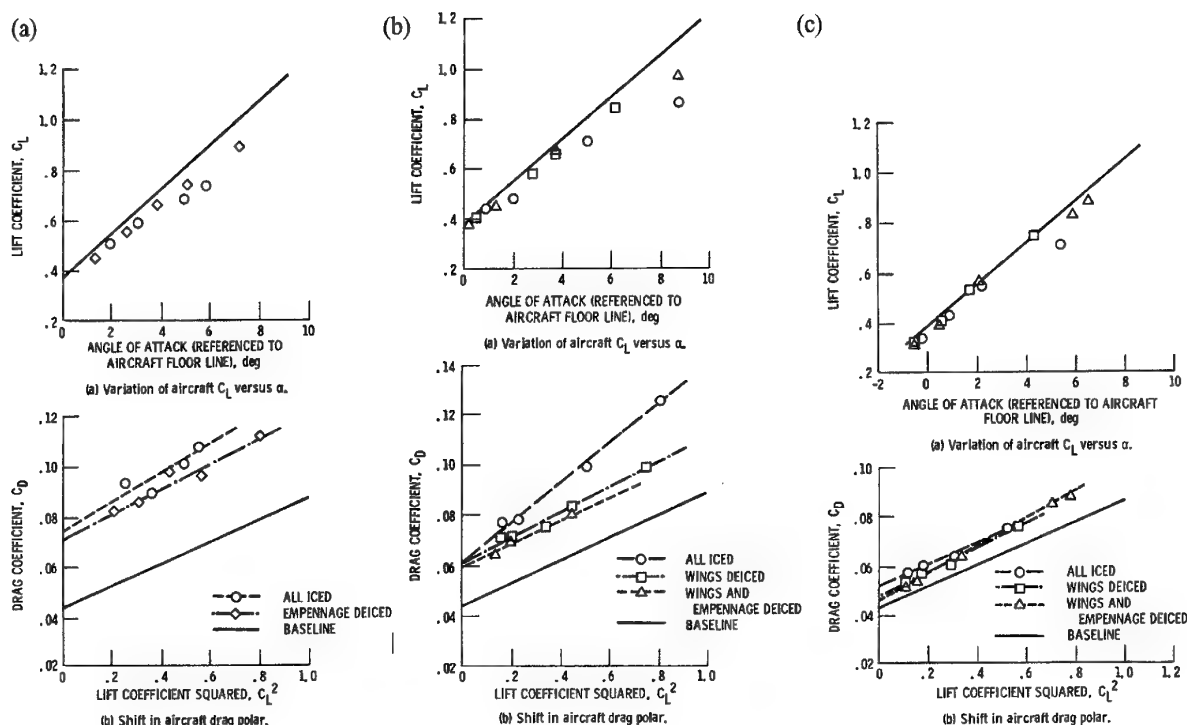 (a)
1.2
1.0
.8
.6
.4
.2
0 2 4 6 8 10
LIFT COEFFICIENT, CL
ANGLE OF ATTACK (REFERENCED TO
AIRCRAFT FLOOR LINE), deg
(a) Variation of aircraft CL versus α.
.12
.10
.08
.06
.04
.02
0 .2 .4 .6 .8 1.0
DRAG COEFFICIENT, CD
ALL ICED
EMPENNAGE DEICED
BASELINE
LIFT COEFFICIENT SQUARED, CL²
(b) Shift in aircraft drag polar.
(b)
1.2
1.0
.8
.6
.4
.2
0 2 4 6 8 10
LIFT COEFFICIENT, CL
ANGLE OF ATTACK (REFERENCED TO
AIRCRAFT FLOOR LINE), deg
(a) Variation of aircraft CL versus α.
0.14
.12
.10
.08
.06
.04
.02
0 .2 .4 .6 .8 1.0
DRAG COEFFICIENT, CD
ALL ICED
WINGS DEICED
WINGS AND
EMPENNAGE DEICED
BASELINE
LIFT COEFFICIENT SQUARED, CL²
(b) Shift in aircraft drag polar.
(c)
1.2
1.0
.8
.6
.4
.2
-2 0 2 4 6 8 10
LIFT COEFFICIENT, CL
ANGLE OF ATTACK (REFERENCED TO AIRCRAFT
FLOOR LINE), deg
(a) Variation of aircraft CL versus α.
0.10
.08
.06
.04
.02
0 .2 .4 .6 .8 1.0 1.2
DRAG COEFFICIENT, CD
ALL ICED
WINGS DEICED
WINGS AND
EMPENNAGE DEICED
BASELINE
LIFT COEFFICIENT SQUARED, CL²
(b) Shift in aircraft drag polar.